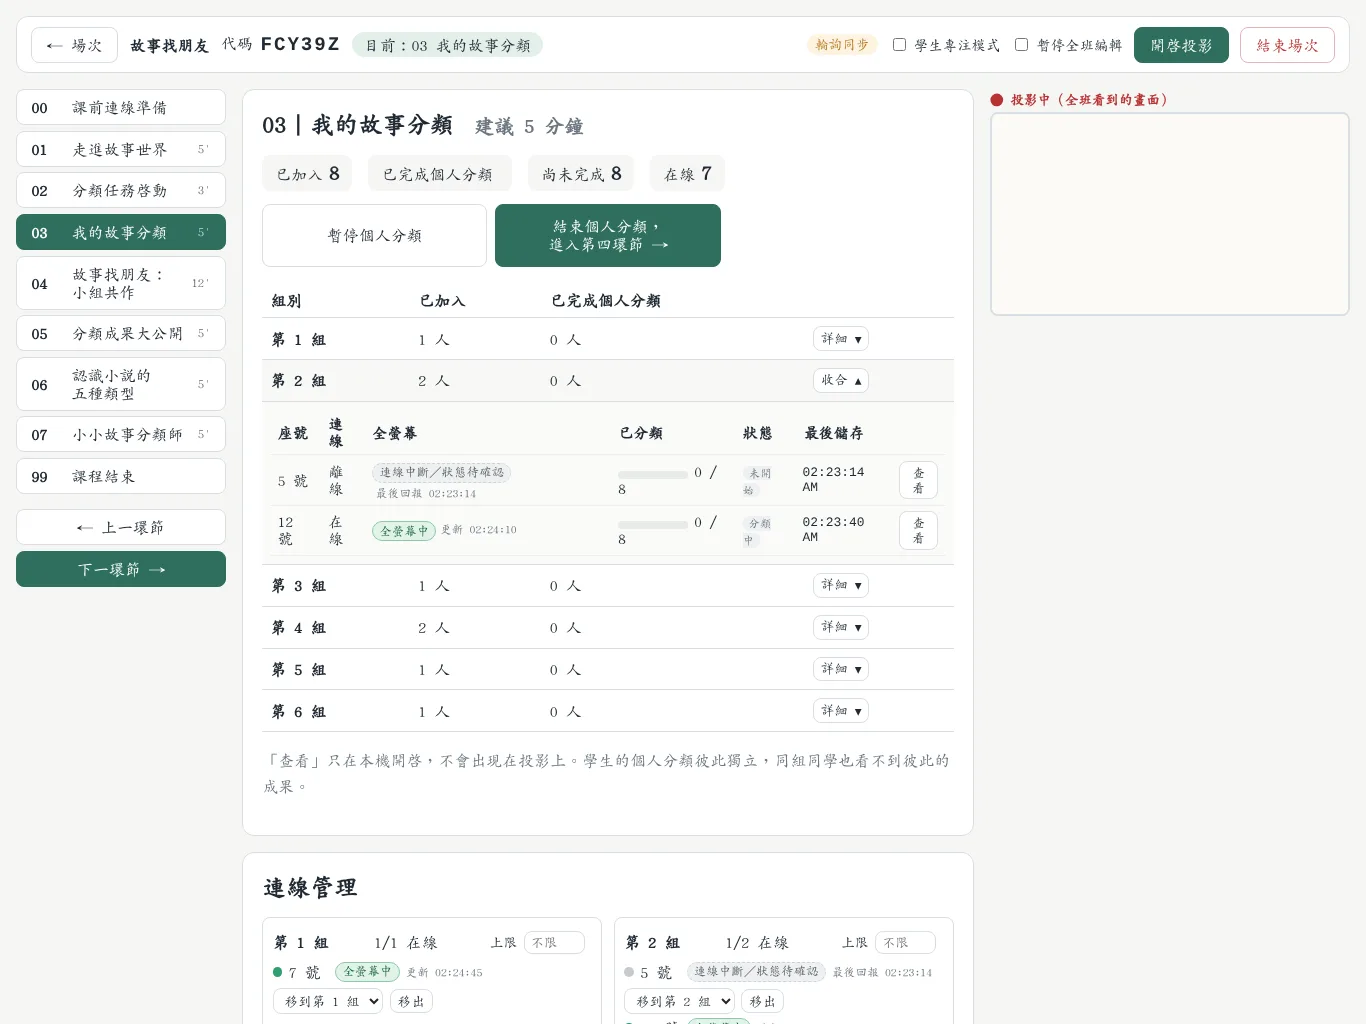 ← 場次 故事找朋友 代碼 FCY39Z 目前：03 我的故事分類 輪詢同步 學生專注模式 暫停全班編輯 開啓投影 結束場次
00 課前連線準備
01 走進故事世界 5'
02 分類任務啓動 3'
03 我的故事分類 5'
04 故事找朋友：
小組共作 12'
05 分類成果大公開 5'
06 認識小說的
五種類型 5'
07 小小故事分類師 5'
99 課程結束
← 上一環節
下一環節 →
03｜我的故事分類 建議 5 分鐘
已加入 8 已完成個人分類 尚未完成 8 在線 7
暫停個人分類
結束個人分類，
進入第四環節 →
組別 已加入 已完成個人分類
第 1 組 1 人 0 人 詳細 ▼
第 2 組 2 人 0 人 收合 ▲
座號 連線 全螢幕 已分類 狀態 最後儲存
5 號 離線 連線中斷／狀態待確認 最後回報 02:23:14 0 / 8 未開始 02:23:14 AM 查看
12 號 在線 全螢幕中 更新 02:24:10 0 / 8 分類中 02:23:40 AM 查看
第 3 組 1 人 0 人 詳細 ▼
第 4 組 2 人 0 人 詳細 ▼
第 5 組 1 人 0 人 詳細 ▼
第 6 組 1 人 0 人 詳細 ▼
「查看」只在本機開啓，不會出現在投影上。學生的個人分類彼此獨立，同組同學也看不到彼此的
成果。
連線管理
第 1 組 1/1 在線 上限 不限
7 號 全螢幕中 更新 02:24:45
移到第 1 組 移出
第 2 組 1/2 在線 上限 不限
5 號 連線中斷／狀態待確認 最後回報 02:23:14
移到第 2 組 移出
投影中（全班看到的畫面）